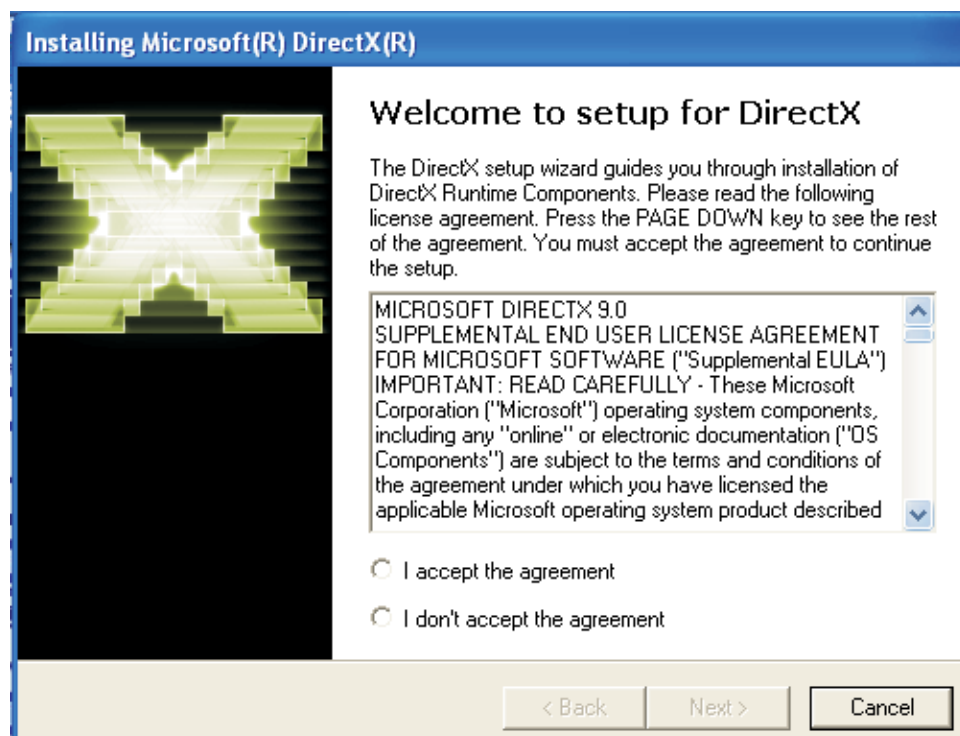 Installing Microsoft(R) DirectX(R)
Welcome to setup for DirectX
The DirectX setup wizard guides you through installation of
DirectX Runtime Components. Please read the following
license agreement. Press the PAGE DOWN key to see the rest
of the agreement. You must accept the agreement to continue
the setup.
MICROSOFT DIRECTX 9.0
SUPPLEMENTAL END USER LICENSE AGREEMENT
FOR MICROSOFT SOFTWARE ("Supplemental EULA")
IMPORTANT: READ CAREFULLY - These Microsoft
Corporation ("Microsoft") operating system components,
including any "online" or electronic documentation ("OS
Components") are subject to the terms and conditions of
the agreement under which you have licensed the
applicable Microsoft operating system product described
I accept the agreement
I don't accept the agreement
< Back Next > Cancel